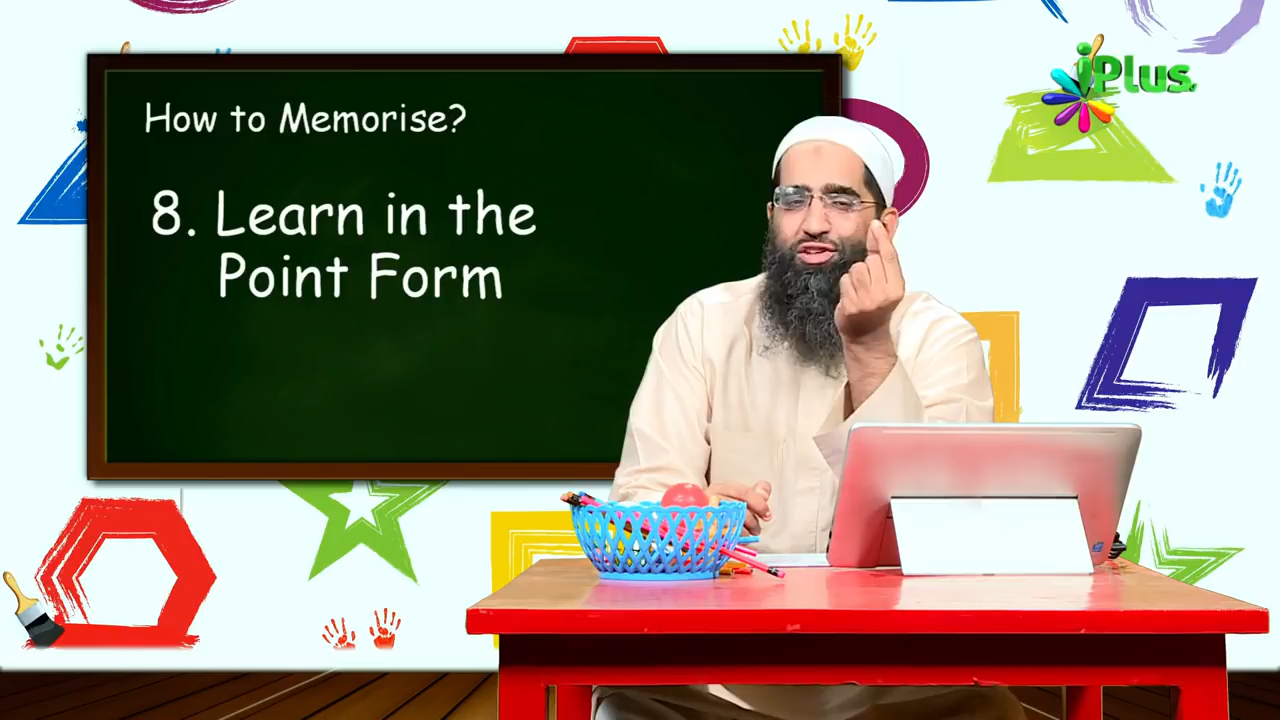 How to Memorise?
8. Learn in the
Point Form
iPlus